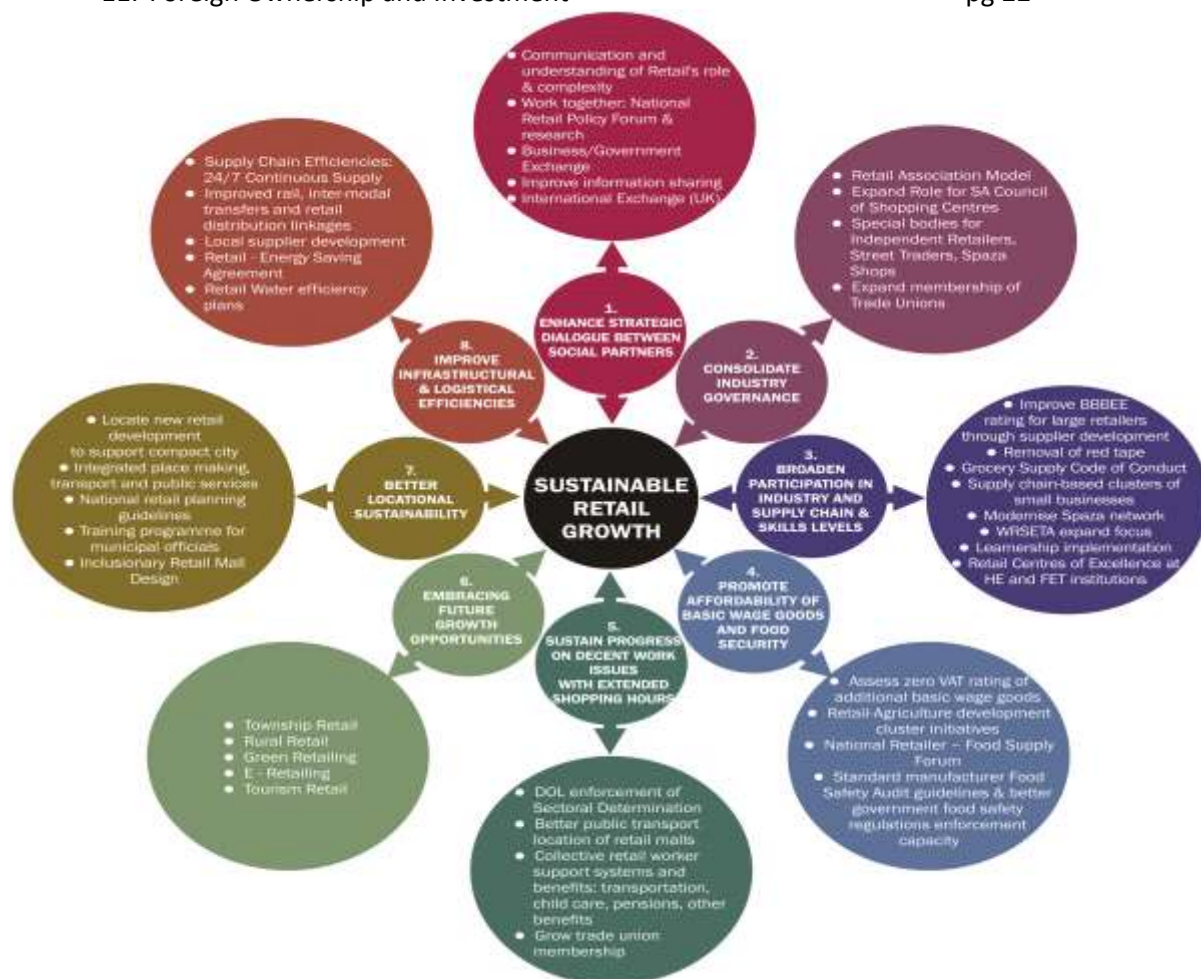 Communication and
understanding of Retail's role
& complexity
Work together: National
Retail Policy Forum &
research
Business/Government
Exchange
Improve information sharing
International Exchange (UK)
1.
ENHANCE STRATEGIC
DIALOGUE BETWEEN
SOCIAL PARTNERS
Retail Association Model
Expand Role for SA Council
of Shopping Centres
Special bodies for
Independent Retailers,
Street Traders, Spaza
Shops
Expand membership of
Trade Unions
2.
CONSOLIDATE
INDUSTRY
GOVERNANCE
Improve BBBEE
rating for large retailers
through supplier development
Removal of red tape
Grocery Supply Code of Conduct
Supply chain-based clusters of
small businesses
Modernise Spaza network
WRSETA expand focus
Learnership implementation
Retail Centres of Excellence at
HE and FET institutions
3.
BROADEN
PARTICIPATION IN
INDUSTRY AND
SUPPLY CHAIN &
SKILLS LEVELS
Assess zero VAT rating of
additional basic wage goods
Retail-Agriculture development
cluster initiatives
National Retailer – Food Supply
Forum
Standard manufacturer Food
Safety Audit guidelines & better
government food safety
regulations enforcement
capacity
4.
PROMOTE
AFFORDABILITY OF
BASIC WAGE GOODS
AND FOOD
SECURITY
DOL enforcement of
Sectoral Determination
Better public transport
location of retail malls
Collective retail worker
support systems and
benefits: transportation,
child care, pensions, other
benefits
Grow trade union
membership
5.
SUSTAIN PROGRESS
ON DECENT WORK
ISSUES
WITH EXTENDED
SHOPPING HOURS
Township Retail
Rural Retail
Green Retailing
E - Retailing
Tourism Retail
6.
EMBRACING
FUTURE
GROWTH
OPPORTUNITIES
Locate new retail
development
to support compact city
Integrated place making,
transport and public services
National retail planning
guidelines
Training programme for
municipal officials
Inclusionary Retail Mall
Design
7.
BETTER
LOCATIONAL
SUSTAINABILITY
Supply Chain Efficiencies:
24/7 Continuous Supply
Improved rail, inter-modal
transfers and retail
distribution linkages
Local supplier development
Retail - Energy Saving
Agreement
Retail Water efficiency
plans
8.
IMPROVE
INFRASTRUCTURAL
& LOGISTICAL
EFFICIENCIES
SUSTAINABLE
RETAIL
GROWTH